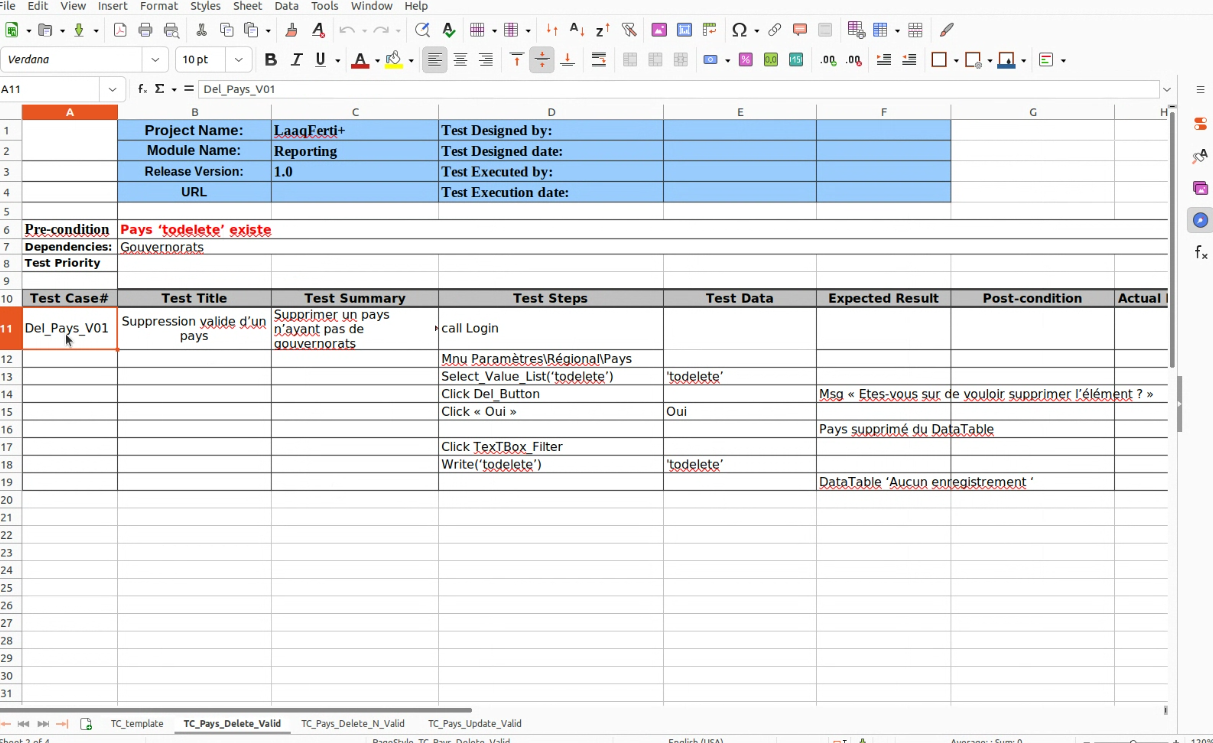 File Edit View Insert Format Styles Sheet Data Tools Window Help
Verdana 10 pt
A11 Del_Pays_V01
A B C D E F G H
1 Project Name: LaaqFerti+ Test Designed by:
2 Module Name: Reporting Test Designed date:
3 Release Version: 1.0 Test Executed by:
4 URL Test Execution date:
5
6 Pre-condition Pays ‘todelete’ existe
7 Dependencies: Gouvernorats
8 Test Priority
9
10 Test Case# Test Title Test Summary Test Steps Test Data Expected Result Post-condition Actual
11 Del_Pays_V01 Suppression valide d’un pays Supprimer un pays n’ayant pas de gouvernorats call Login
12 Mnu Paramètres\Régional\Pays
13 Select_Value_List(‘todelete’) 'todelete’
14 Click Del_Button Msg « Etes-vous sur de vouloir supprimer l’élément ? »
15 Click « Oui » Oui
16 Pays supprimé du DataTable
17 Click TexTBox_Filter
18 Write(‘todelete’) 'todelete’
19 DataTable ‘Aucun enregistrement ‘
20
21
22
23
24
25
26
27
28
29
30
31
TC_template TC_Pays_Delete_Valid TC_Pays_Delete_N_Valid TC_Pays_Update_Valid
Sheet 2 of 4 PageStyle_TC_Pays_Delete_Valid English (USA) Average: ; Sum: 0 120%